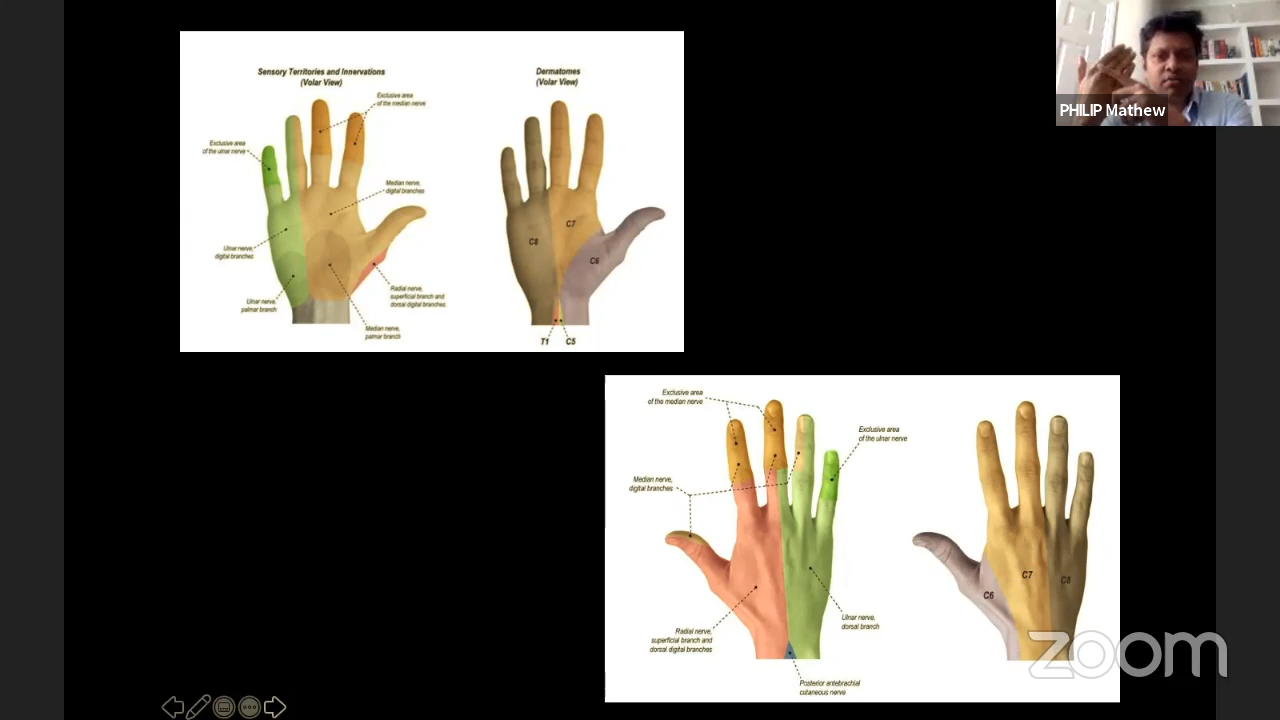 Sensory Territories and Innervations
(Volar View)
Exclusive area
of the median nerve
Exclusive area
of the ulnar nerve
Median nerve,
digital branches
Ulnar nerve,
digital branches
Ulnar nerve,
palmar branch
Radial nerve,
superficial branch and
dorsal digital branches
Median nerve,
palmar branch
Dermatomes
(Volar View)
C7
C8
C6
T1
C5
PHILIP Mathew
Exclusive area
of the median nerve
Exclusive area
of the ulnar nerve
Median nerve,
digital branches
Ulnar nerve,
dorsal branch
Radial nerve,
superficial branch and
dorsal digital branches
Posterior antebrachial
cutaneous nerve
C7
C8
C6
zoom